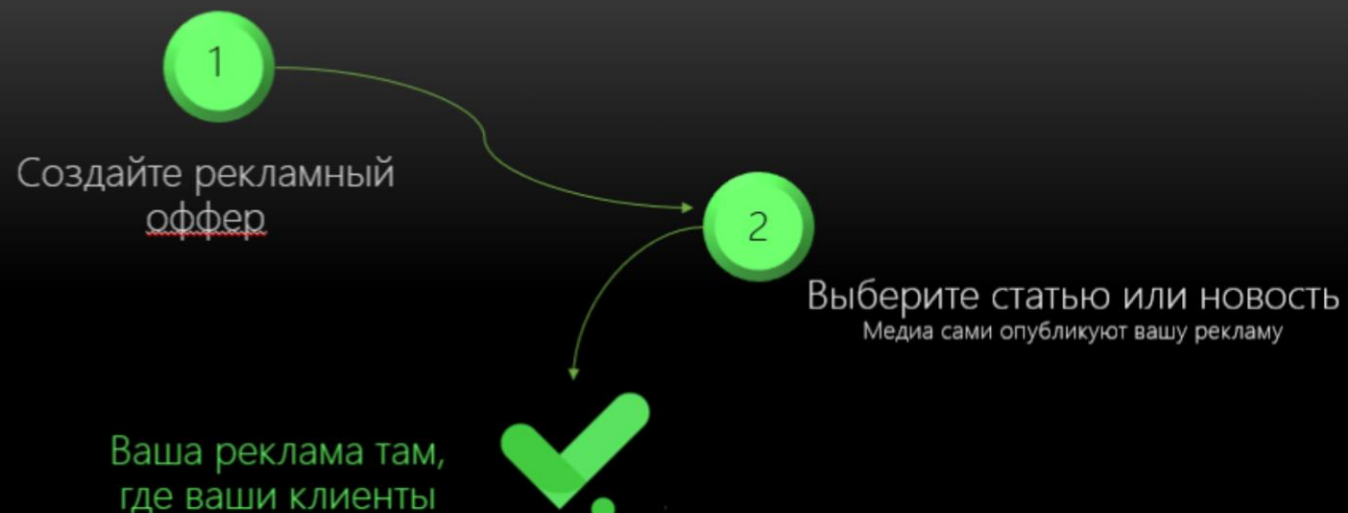 1
Создайте рекламный
оффер
2
Выберите статью или новость
Медиа сами опубликуют вашу рекламу
Ваша реклама там,
где ваши клиенты